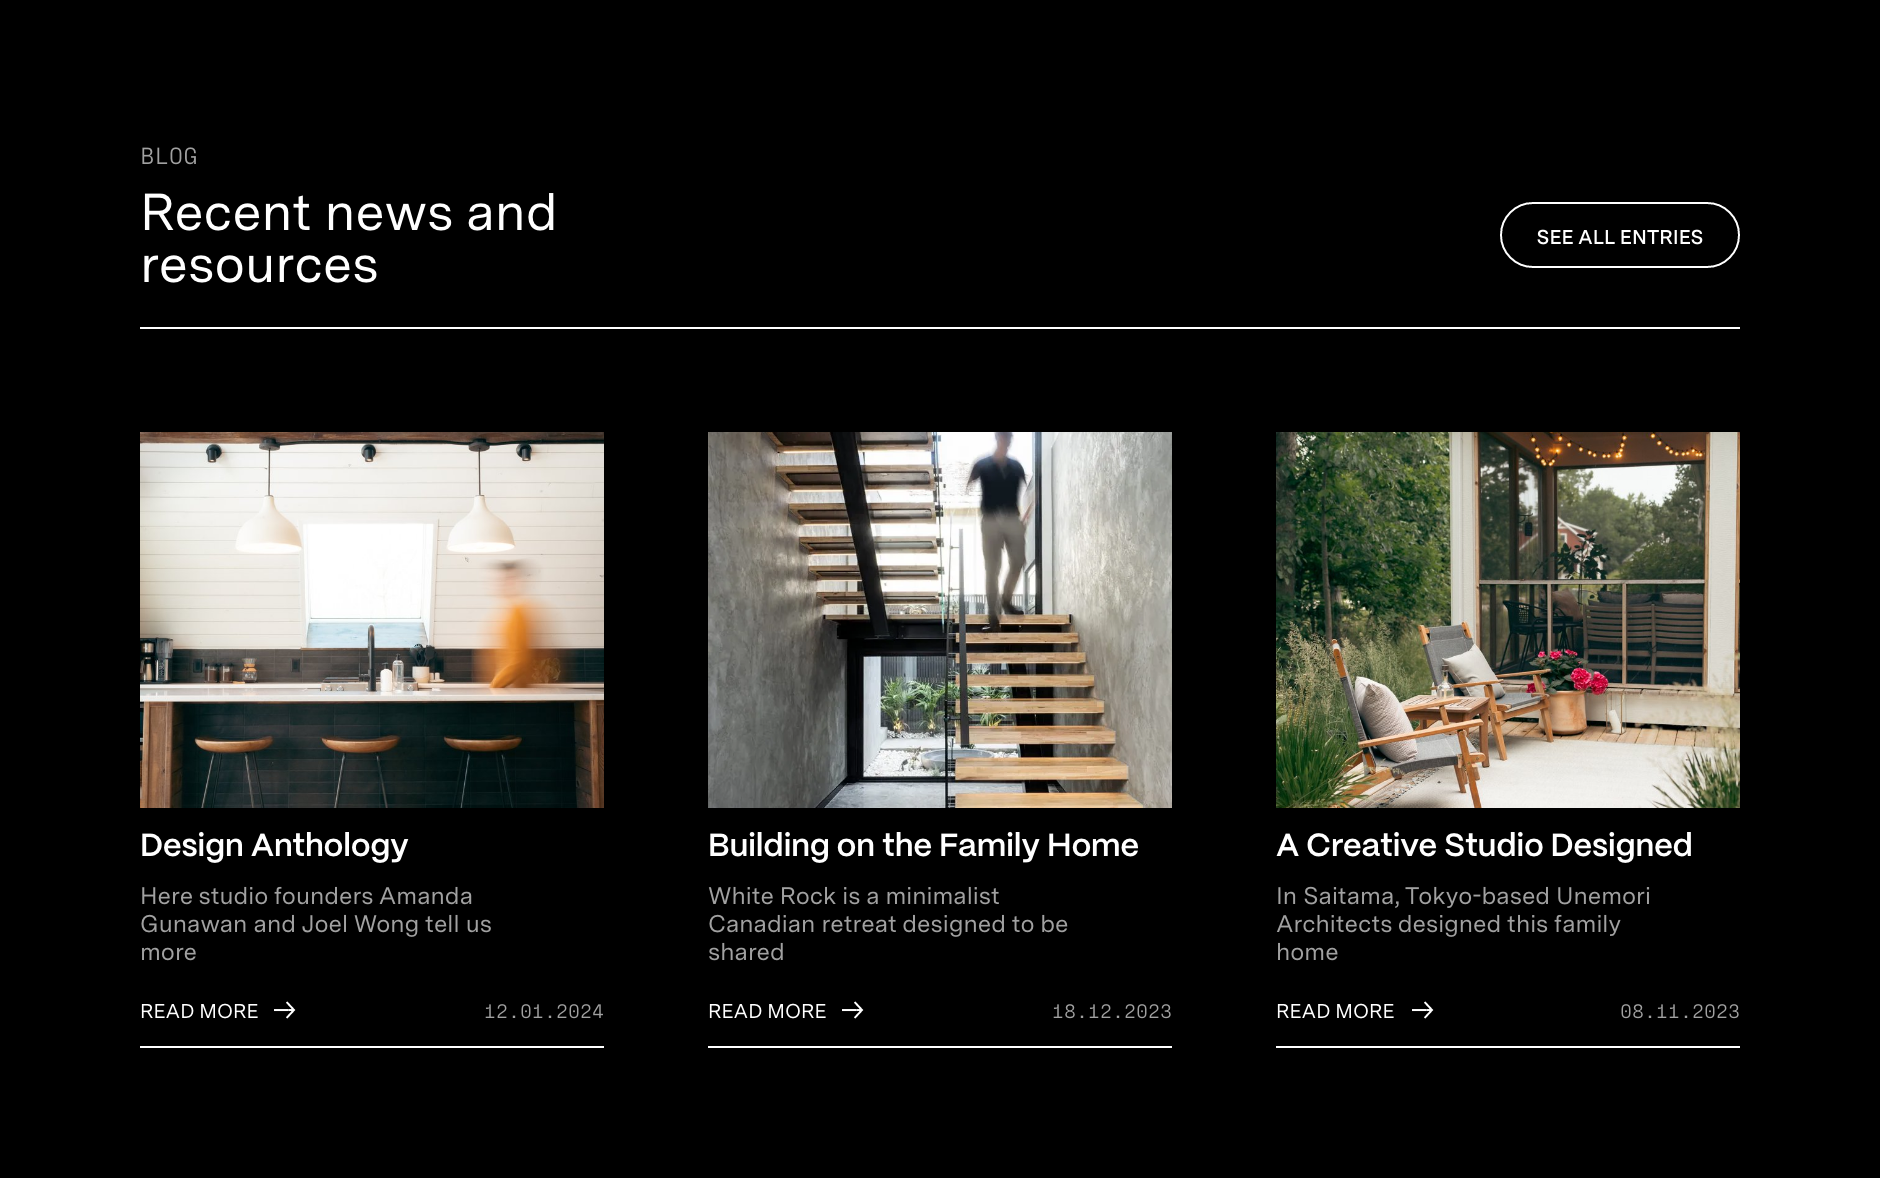 BLOG
Recent news and
resources
SEE ALL ENTRIES
Design Anthology
Here studio founders Amanda
Gunawan and Joel Wong tell us
more
READ MORE
12.01.2024
Building on the Family Home
White Rock is a minimalist
Canadian retreat designed to be
shared
READ MORE
18.12.2023
A Creative Studio Designed
In Saitama, Tokyo-based Unemori
Architects designed this family
home
READ MORE
08.11.2023